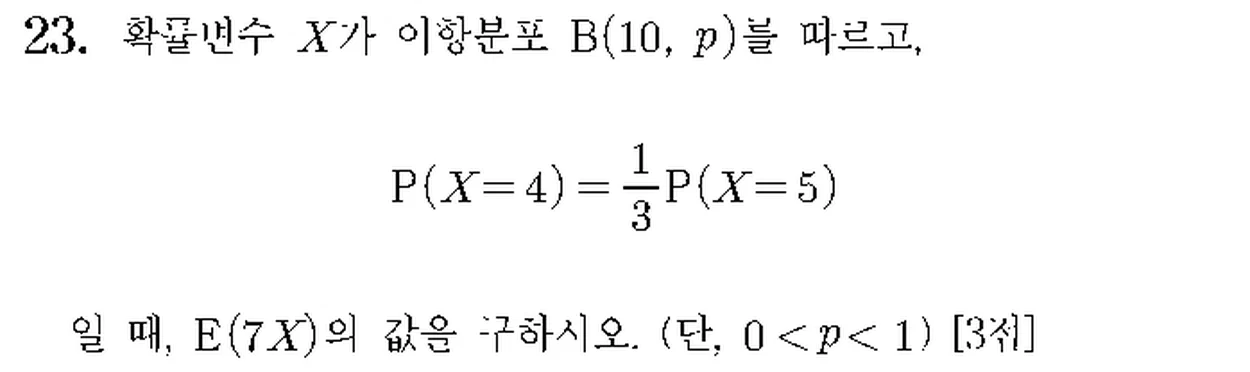 23. 확률변수 X가 이항분포 B(10, p)를 따르고,
P(X=4)=\frac{1}{3}P(X=5)
일 때, E(7X)의 값을 구하시오. (단, 0<p<1) [3점]